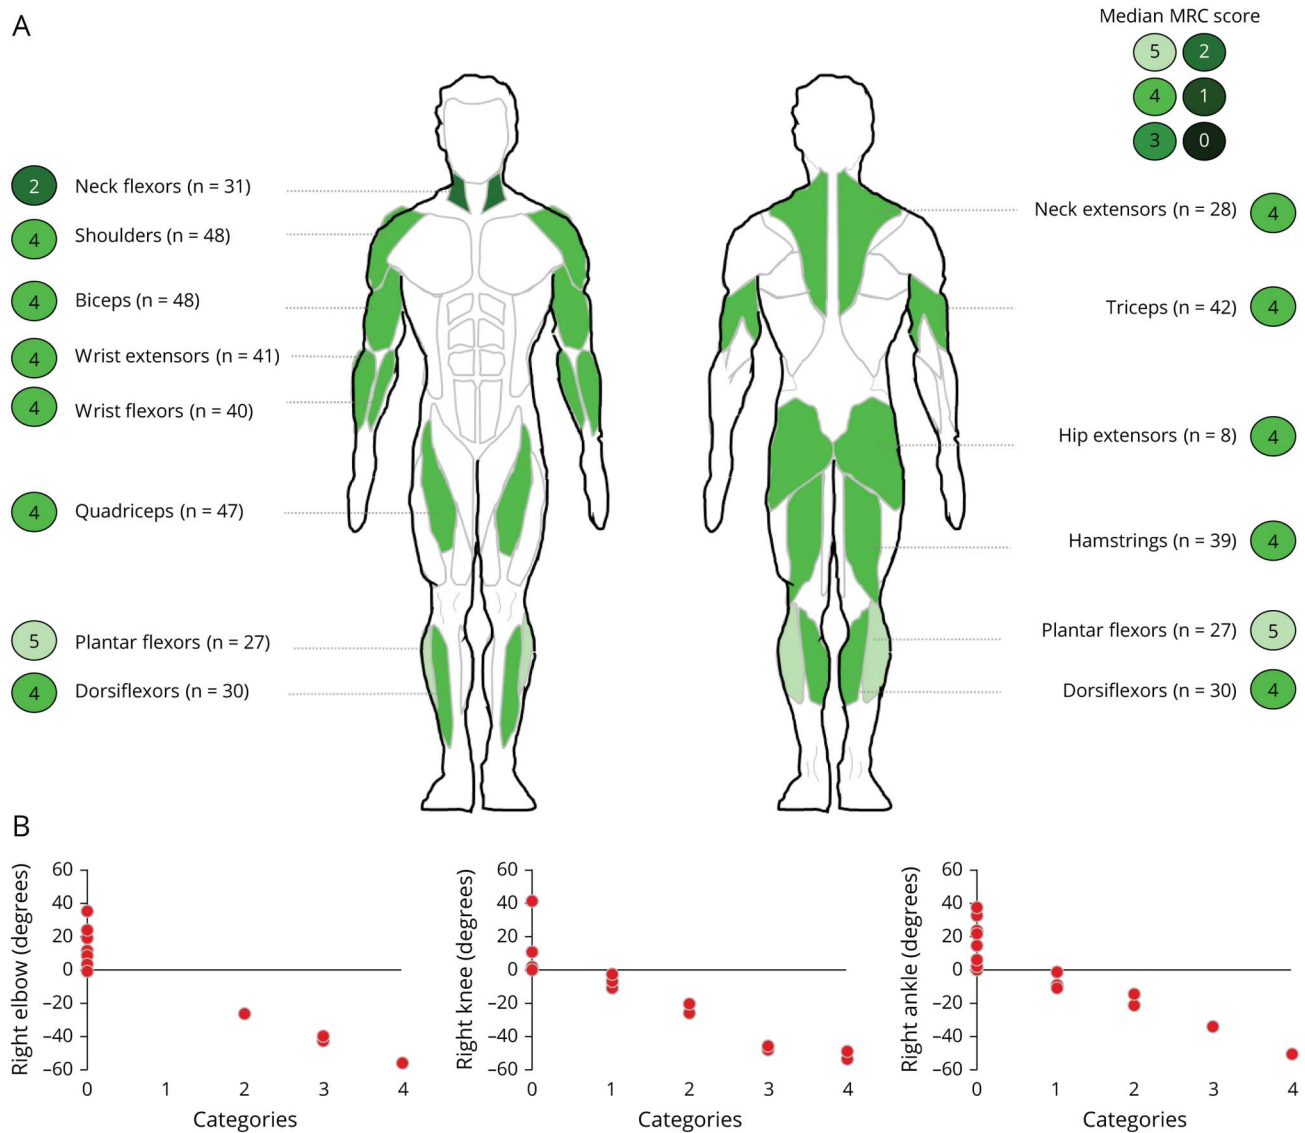 A
Median MRC score
5 2
4 1
3 0
2 Neck flexors (n = 31)
4 Shoulders (n = 48)
4 Biceps (n = 48)
4 Wrist extensors (n = 41)
4 Wrist flexors (n = 40)
4 Quadriceps (n = 47)
5 Plantar flexors (n = 27)
4 Dorsiflexors (n = 30)
Neck extensors (n = 28) 4
Triceps (n = 42) 4
Hip extensors (n = 8) 4
Hamstrings (n = 39) 4
Plantar flexors (n = 27) 5
Dorsiflexors (n = 30) 4
B
Right elbow (degrees)
60
40
20
0
–20
–40
–60
0 1 2 3 4
Categories
Right knee (degrees)
60
40
20
0
–20
–40
–60
0 1 2 3 4
Categories
Right ankle (degrees)
60
40
20
0
–20
–40
–60
0 1 2 3 4
Categories